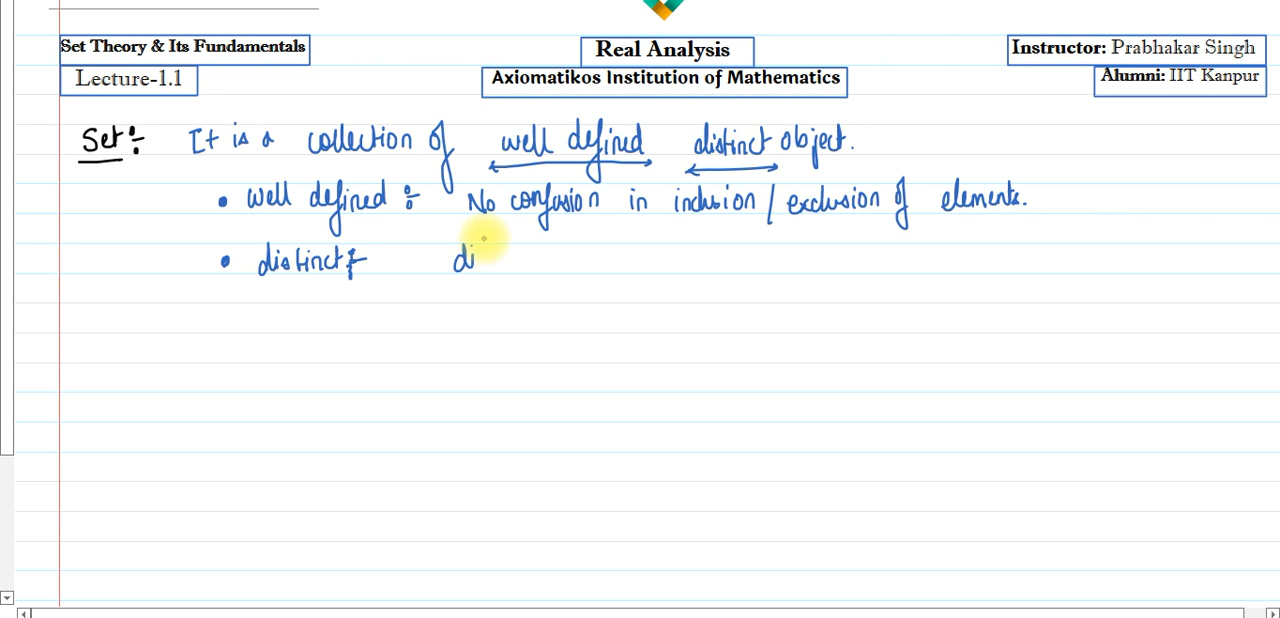 Set Theory & Its Fundamentals
Real Analysis
Instructor: Prabhakar Singh
Lecture-1.1
Axiomatikos Institution of Mathematics
Alumni: IIT Kanpur
Set :- It is a collection of well defined distinct object.
• well defined :- No confusion in inclusion / exclusion of elements.
• distinct :- di